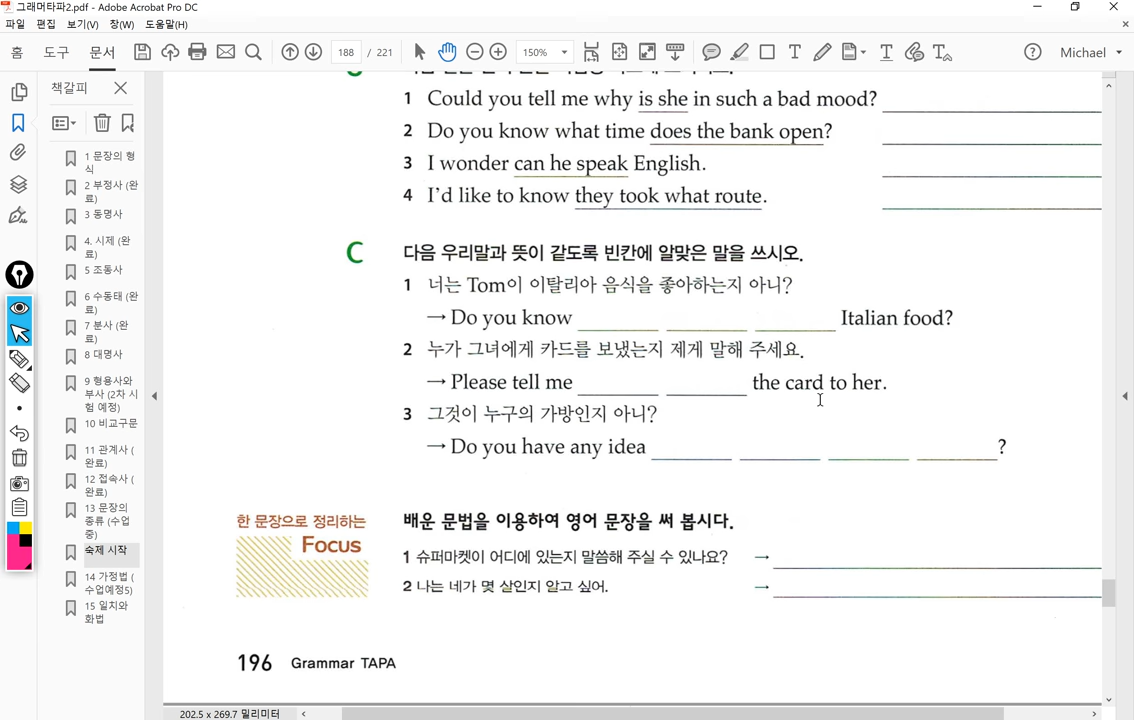 그래머타파2.pdf - Adobe Acrobat Pro DC
파일 편집 보기(V) 창(W) 도움말(H)
홈 도구 문서 188 / 221 150% Michael
책갈피
1 문장의 형
식
2 부정사 (완
료)
3 동명사
4. 시제 (완
료)
5 조동사
6 수동태 (완
료)
7 분사 (완
료)
8 대명사
9 형용사와
부사 (2차 시
험 예정)
10 비교구문
11 관계사 (
완료)
12 접속사 (
완료)
13 문장의
종류 (수업
중)
숙제 시작
14 가정법 (
수업예정5)
15 일치와
화법
1 Could you tell me why is she in such a bad mood?
2 Do you know what time does the bank open?
3 I wonder can he speak English.
4 I'd like to know they took what route.
C 다음 우리말과 뜻이 같도록 빈칸에 알맞은 말을 쓰시오.
1 너는 Tom이 이탈리아 음식을 좋아하는지 아니?
→ Do you know ______ ______ ______ Italian food?
2 누가 그녀에게 카드를 보냈는지 제게 말해 주세요.
→ Please tell me ______ ______ the card to her.
3 그것이 누구의 가방인지 아니?
→ Do you have any idea ______ ______ ______ ______ ?
한 문장으로 정리하는
Focus
배운 문법을 이용하여 영어 문장을 써 봅시다.
1 슈퍼마켓이 어디에 있는지 말씀해 주실 수 있나요? →
2 나는 네가 몇 살인지 알고 싶어. →
196 Grammar TAPA
202.5 x 269.7 밀리미터